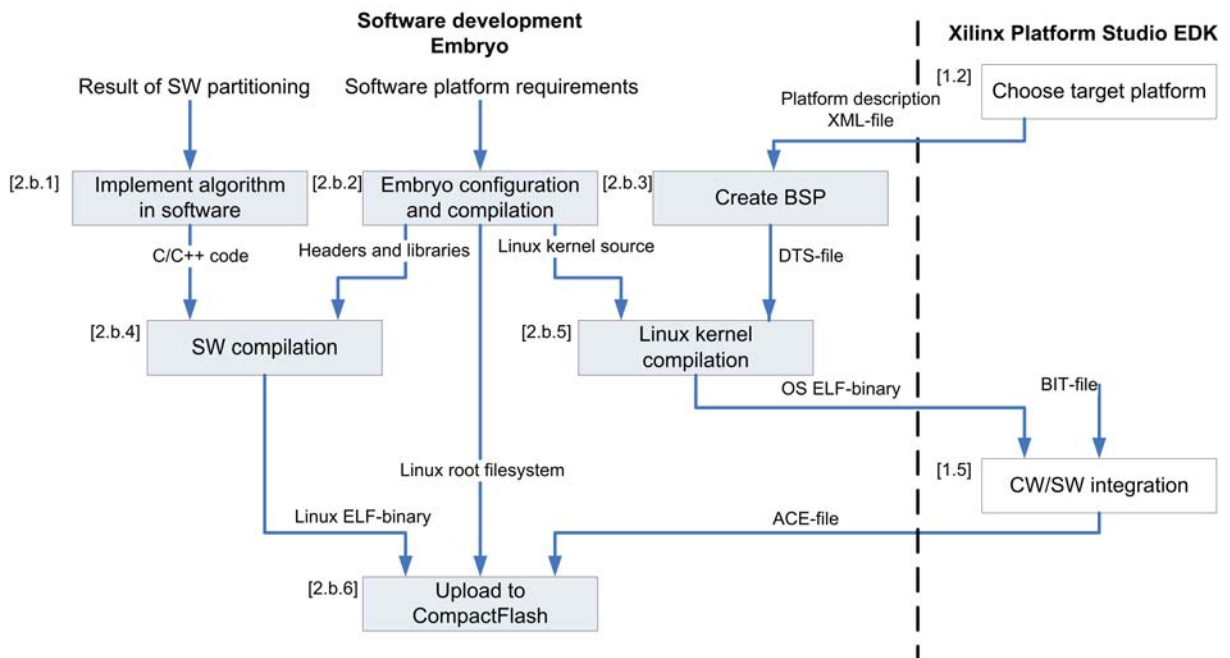 Software development
Embryo
Xilinx Platform Studio EDK
Result of SW partitioning
Software platform requirements
[1.2]
Choose target platform
Platform description
XML-file
[2.b.1]
Implement algorithm
in software
[2.b.2]
Embryo configuration
and compilation
[2.b.3]
Create BSP
C/C++ code
Headers and libraries
Linux kernel source
DTS-file
[2.b.4]
SW compilation
[2.b.5]
Linux kernel
compilation
OS ELF-binary
BIT-file
Linux root filesystem
[1.5]
CW/SW integration
Linux ELF-binary
ACE-file
[2.b.6]
Upload to
CompactFlash